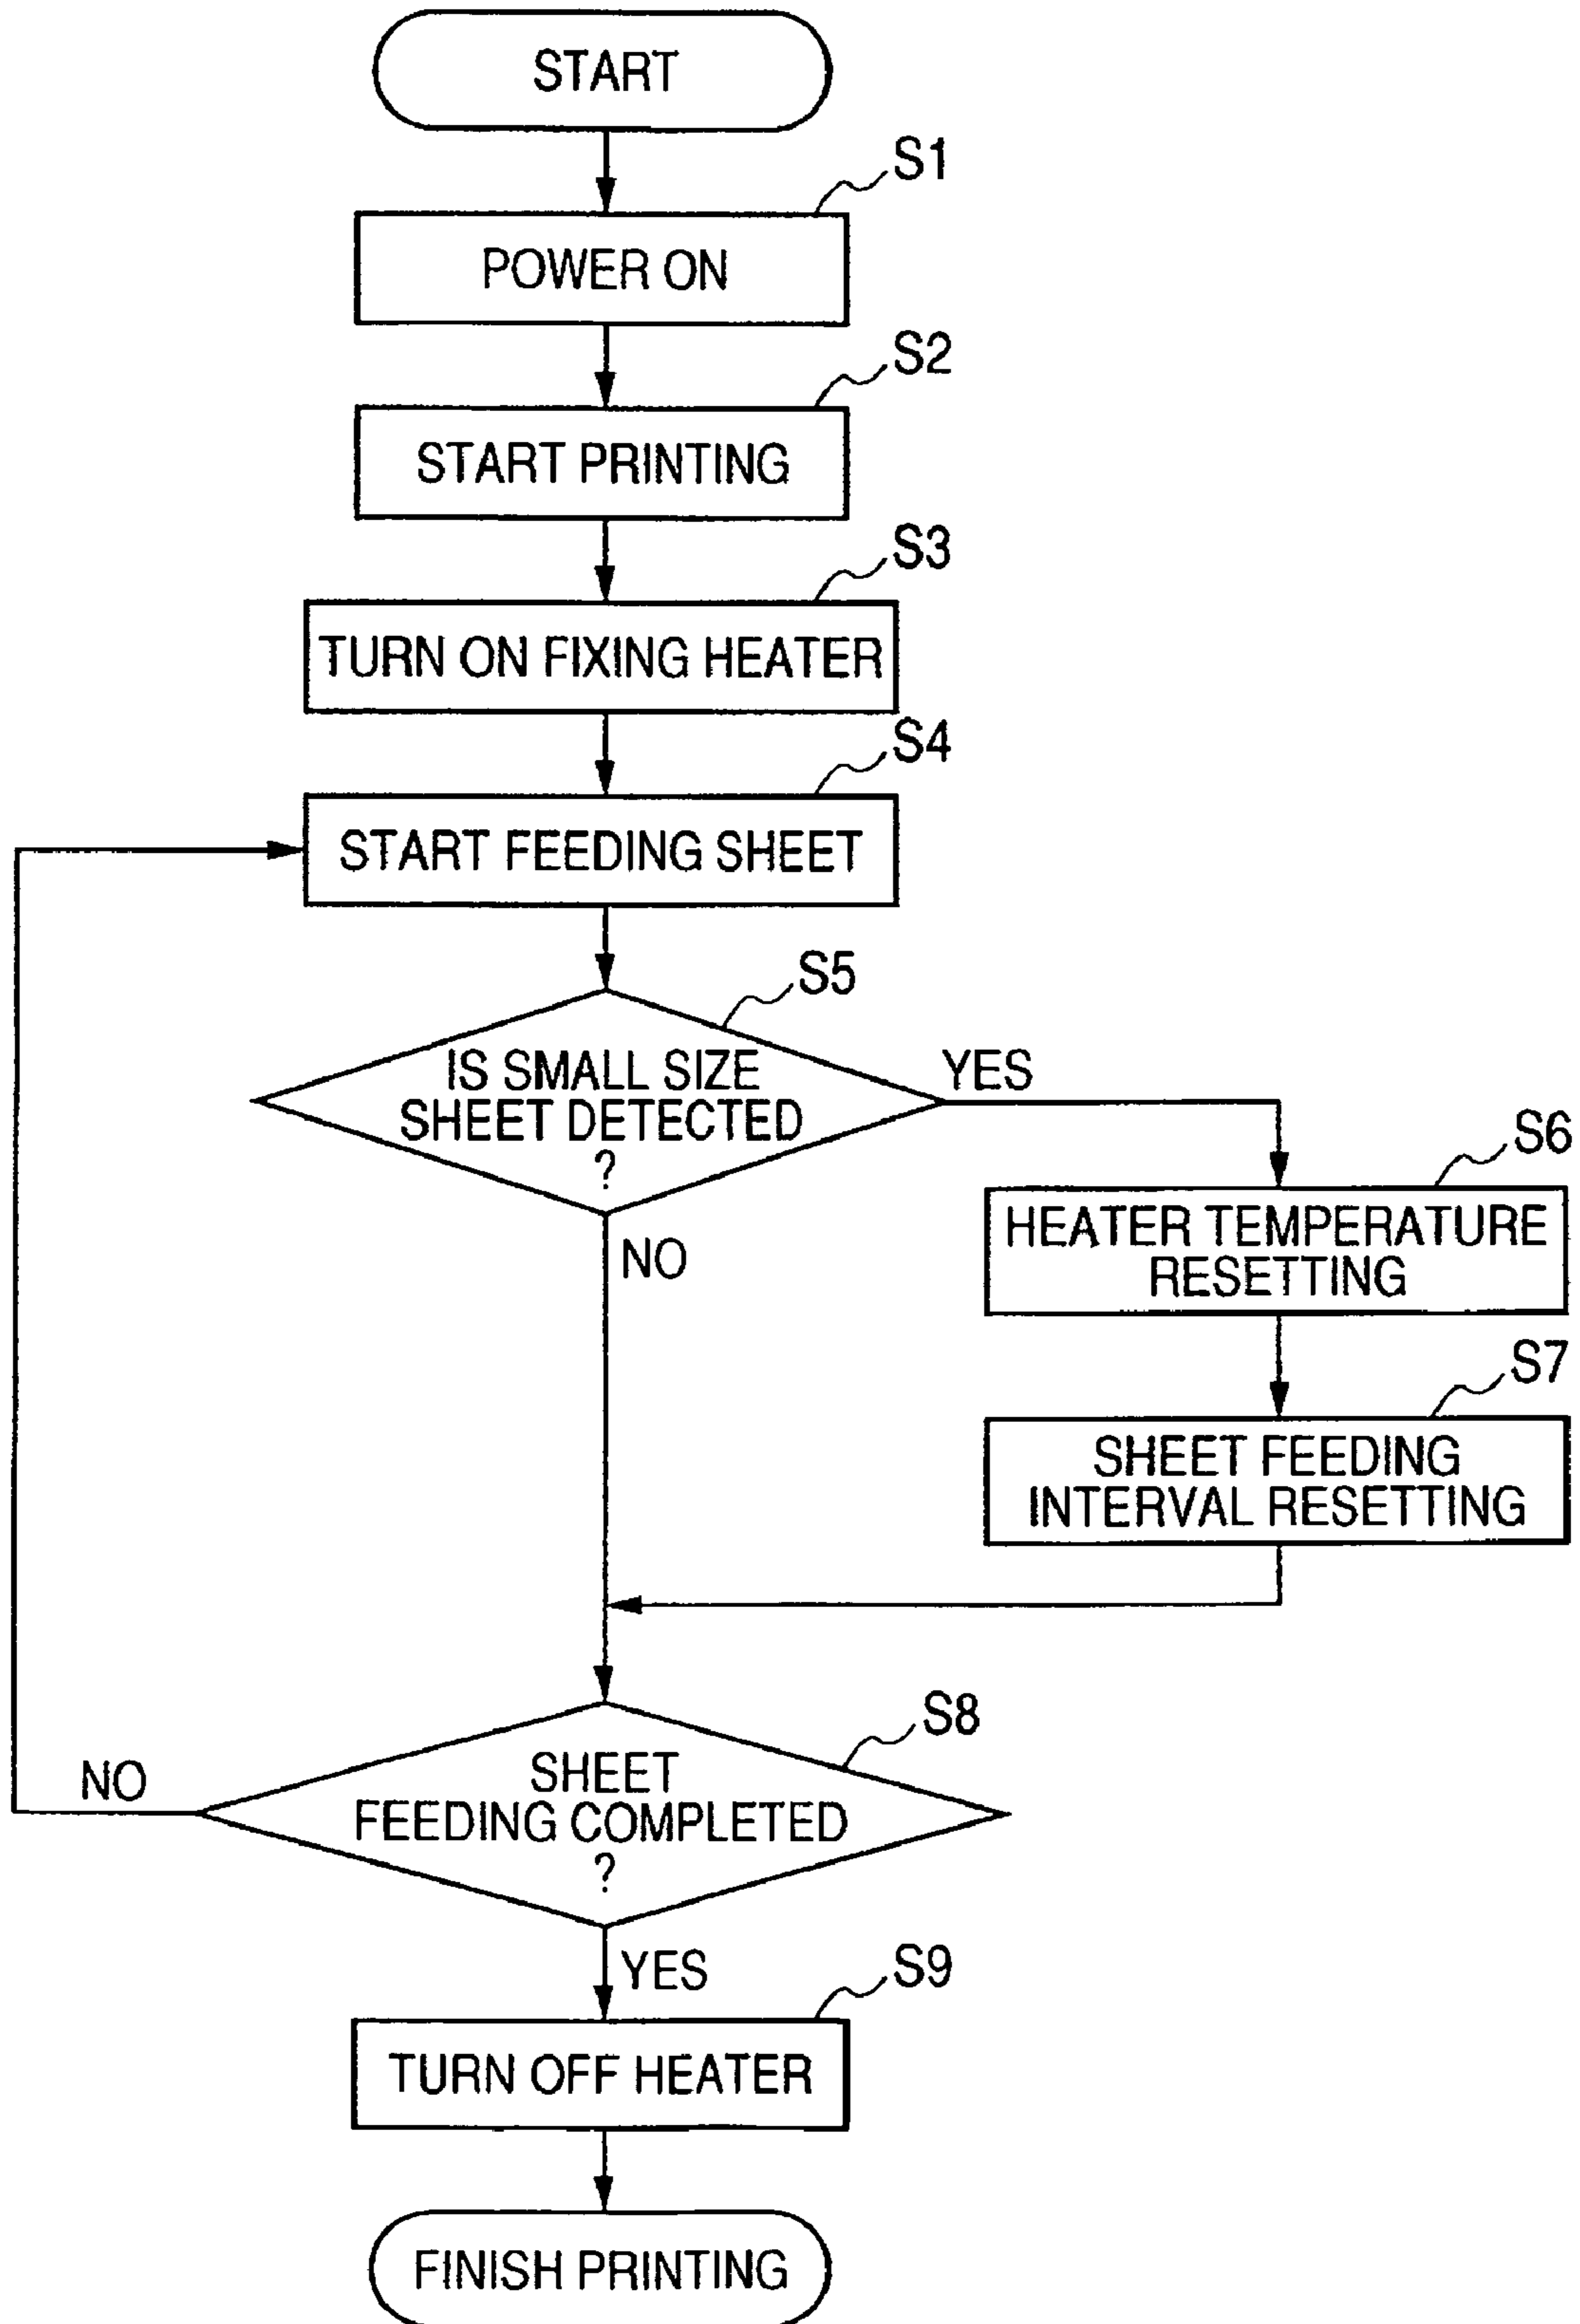 START
S1
POWER ON
S2
START PRINTING
S3
TURN ON FIXING HEATER
S4
START FEEDING SHEET
S5
IS SMALL SIZE
SHEET DETECTED
?
YES
NO
S6
HEATER TEMPERATURE
RESETTING
S7
SHEET FEEDING
INTERVAL RESETTING
S8
SHEET
FEEDING COMPLETED
?
NO
YES
S9
TURN OFF HEATER
FINISH PRINTING